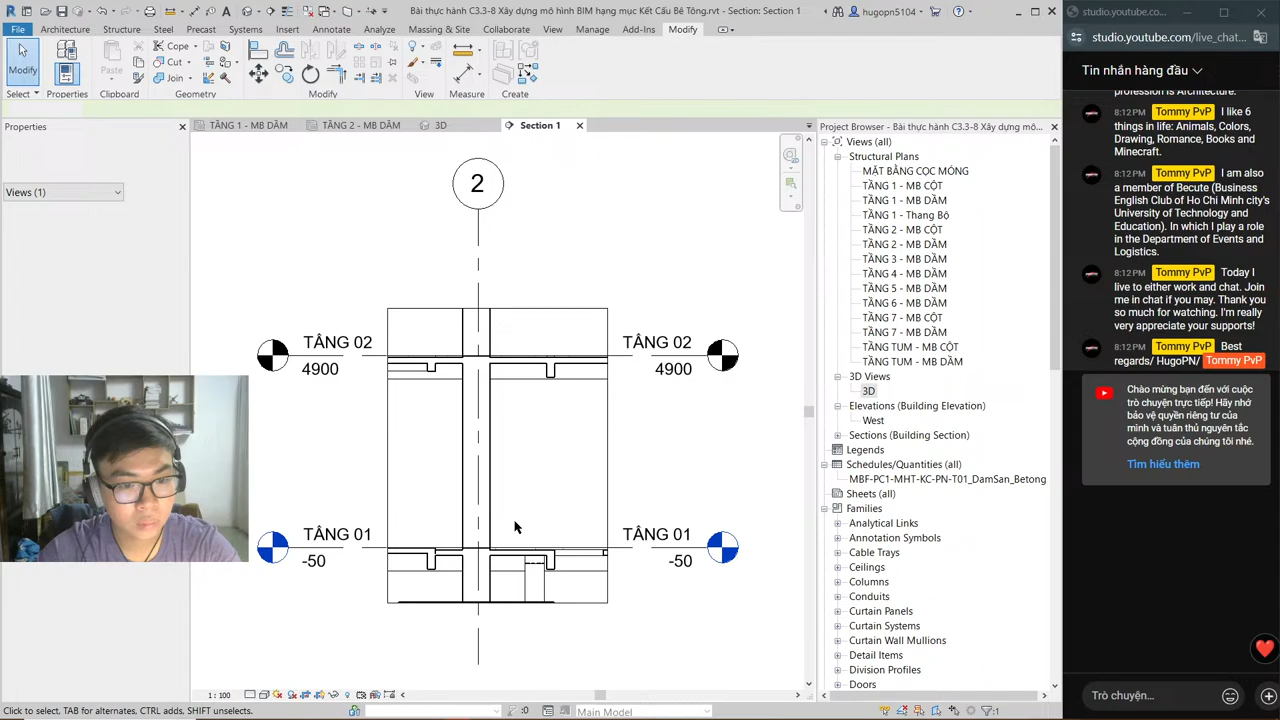 Bài thực hành C3.3-8 Xây dựng mô hình BIM hạng mục Kết Cấu Bê Tông.rvt - Section: Section 1
hugopn5104
File
Architecture
Structure
Steel
Precast
Systems
Insert
Annotate
Analyze
Massing & Site
Collaborate
View
Manage
Add-Ins
Modify
Modify
Paste
Cope
Cut
Join
Select
Properties
Clipboard
Geometry
Modify
View
Measure
Create
Properties
Views (1)
TẦNG 1 - MB DẦM
TẦNG 2 - MB DẦM
3D
Section 1
2
TẦNG 02
4900
TẦNG 02
4900
TẦNG 01
-50
TẦNG 01
-50
1 : 100
Click to select, TAB for alternates, CTRL adds, SHIFT unselects.
:0
Main Model
:1
Project Browser - Bài thực hành C3.3-8 Xây dựng mô...
Views (all)
Structural Plans
MẶT BẰNG CỌC MÓNG
TẦNG 1 - MB CỘT
TẦNG 1 - MB DẦM
TẦNG 1 - Thang Bộ
TẦNG 2 - MB CỘT
TẦNG 2 - MB DẦM
TẦNG 3 - MB DẦM
TẦNG 4 - MB DẦM
TẦNG 5 - MB DẦM
TẦNG 6 - MB DẦM
TẦNG 7 - MB CỘT
TẦNG 7 - MB DẦM
TẦNG TUM - MB CỘT
TẦNG TUM - MB DẦM
3D Views
3D
Elevations (Building Elevation)
West
Sections (Building Section)
Legends
Schedules/Quantities (all)
MBF-PC1-MHT-KC-PN-T01_DamSan_Betong
Sheets (all)
Families
Analytical Links
Annotation Symbols
Cable Trays
Ceilings
Columns
Conduits
Curtain Panels
Curtain Systems
Curtain Wall Mullions
Detail Items
Division Profiles
Doors
studio.youtube.co...
studio.youtube.com/live_chat...
Tin nhắn hàng đầu
profession is Architecture.
8:12 PM Tommy PvP I like 6
things in life: Animals, Colors,
Drawing, Romance, Books and
Minecraft.
8:12 PM Tommy PvP I am also
a member of Becute (Business
English Club of Ho Chi Minh city's
University of Technology and
Education). In which I play a role
in the Department of Events and
Logistics.
8:12 PM Tommy PvP Today I
live to either work and chat. Join
me in chat if you may. Thank you
so much for watching. I'm really
very appreciate your supports!
8:12 PM Tommy PvP Best
regards/ HugoPN/ Tommy PvP
Chào mừng bạn đến với cuộc
trò chuyện trực tiếp! Hãy nhớ
bảo vệ quyền riêng tư của
mình và tuân thủ nguyên tắc
cộng đồng của chúng tôi nhé.
Tìm hiểu thêm
Trò chuyện...